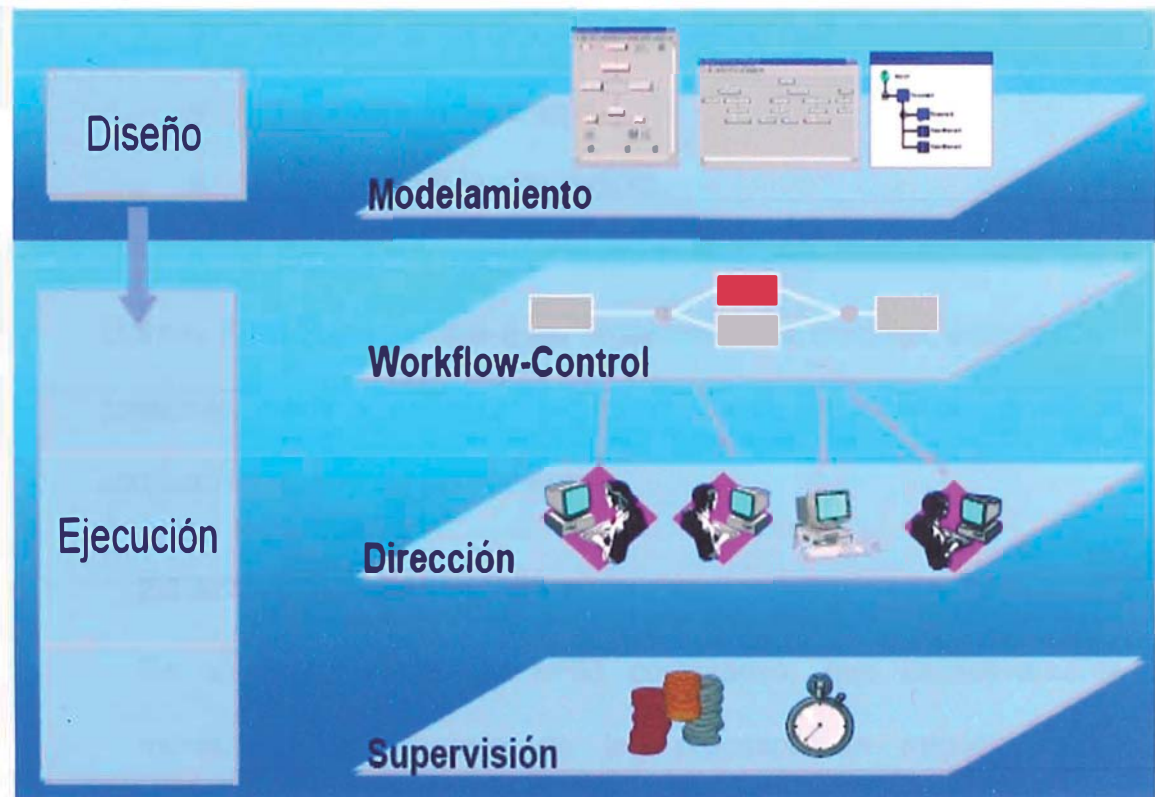 Diseño
Modelamiento
Workflow-Control
Ejecución
Dirección
Supervisión